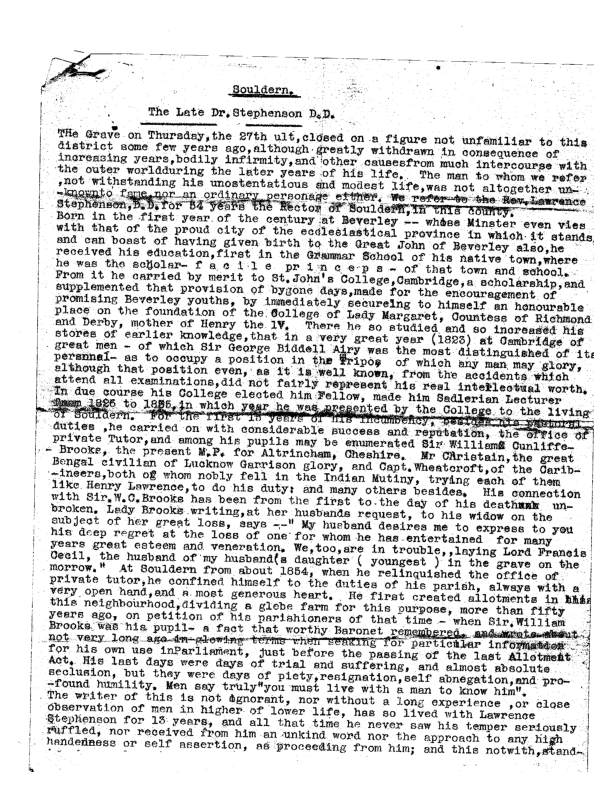 Souldern.
The Late Dr.Stephenson D.D.
THe Grave on Thursday,the 27th ult,closed on a figure not unfamiliar to this
district some few years ago,although greatly withdrawn in consequence of
increasing years,bodily infirmity,and other causesfrom much intercourse with
the outer worldduring the later years of his life. The man to whom we refer
,not withstanding his unostentatious and modest life,was not altogether un-
-knownto fame,nor an ordinary personage either. We refer to the Rev.Lawrence
Stephenson,D.D.for 54 years the Rector of Souldern,in this county.
Born in the first year of the century at Beverley -- whose Minster even vies
with that of the proud city of the ecclesiastical province in which it stands
and can boast of having given birth to the Great John of Beverley also,he
received his education,first in the Grammar School of his native town,where
he was the scholar- f a c i l e p r i n c e p s - of that town and school.
From it he carried by merit to St.John's College,Cambridge,a scholarship,and
supplemented that provision of bygone days,made for the encouragement of
promising Beverley youths, by immediately secureing to himself an honourable
place on the foundation of the College of Lady Margaret, Countess of Richmond
and Derby, mother of Henry the 1V. There he so studied and so increased his
stores of earlier knowledge,that in a very great year (1823) at Cambridge of
great men - of which Sir George Biddell Airy was the most distinguished of its
personnal- as to occupy a position in the Tripos of which any man may glory,
although that position even, as it is well known, from the accidents which
attend all examinations,did not fairly represent his real intellectual worth.
In due course his College elected him Fellow, made him Sadlerian Lecturer
from 1825 to 1835,in which year he was presented by the College to the living
of Souldern. For the first 18 years of his incumbency, besides his pastoral
duties ,he carried on with considerable success and reputation, the office of
private Tutor,and among his pupils may be enumerated Sir William Cunliffe-
- Brooks, the present M.P. for Altrincham, Cheshire. Mr CAristain,the great
Bengal civilian of Lucknow Garrison glory, and Capt.Wheatcroft,of the Carib-
-ineers,both og whom nobly fell in the Indian Mutiny, trying each of them
like Henry Lawrence,to do his duty: and many others besides. His connection
with Sir.W.C.Brooks has been from the first to the day of his death un-
broken. Lady Brooks writing,at her husbands request, to his widow on the
subject of her great loss, says --" My husband desires me to express to you
his deep regret at the loss of one for whom he has entertained for many
years great esteem and veneration. We,too,are in trouble,,laying Lord Francis
Cecil, the husband of my husband's daughter ( youngest ) in the grave on the
morrow." At Souldern from about 1854, when he relinquished the office of
private tutor,he confined himself to the duties of his parish, always with a
very open hand,and a most generous heart. He first created allotments in
this neighbourhood,dividing a glebe farm for this purpose, more than fifty
years ago, on petition of his parishioners of that time - when Sir.William
Brooks was his pupil- a fact that worthy Baronet remembered, and wrote about
not very long ago in glowing terms when seaking for particular information
for his own use inParliament, just before the passing of the last Allotment
Act. His last days were days of trial and suffering, and almost absolute
seclusion, but they were days of piety,resignation,self abnegation,and pro-
-found humility. Men say truly"you must live with a man to know him".
The writer of this is not ignorant, nor without a long experience ,or close
observation of men in higher of lower life, has so lived with Lawrence
Stephenson for 13 years, and all that time he never saw his temper seriously
ruffled, nor received from him an unkind word nor the approach to any high
handenness or self assertion, as proceeding from him; and this notwith,stand-